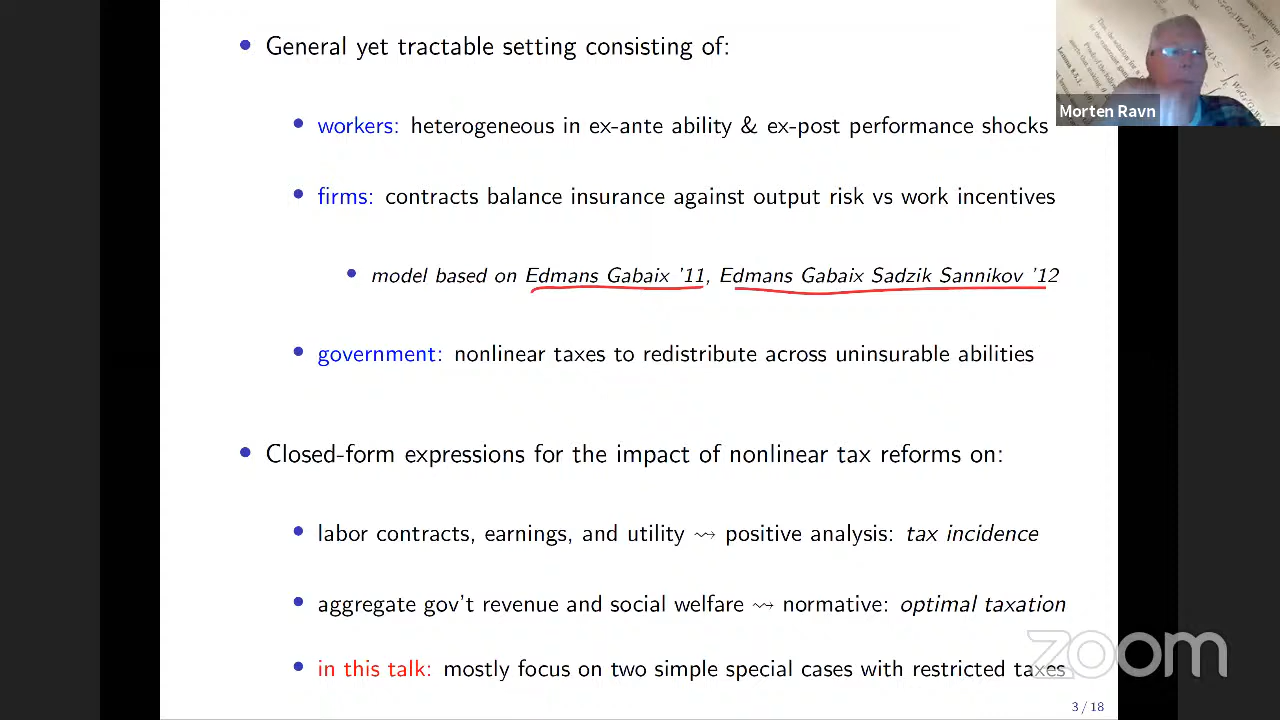 General yet tractable setting consisting of:
Morten Ravn
workers: heterogeneous in ex-ante ability & ex-post performance shocks
firms: contracts balance insurance against output risk vs work incentives
model based on Edmans Gabaix '11, Edmans Gabaix Sadzik Sannikov '12
government: nonlinear taxes to redistribute across uninsurable abilities
Closed-form expressions for the impact of nonlinear tax reforms on:
labor contracts, earnings, and utility ⇝ positive analysis: tax incidence
aggregate gov't revenue and social welfare ⇝ normative: optimal taxation
in this talk: mostly focus on two simple special cases with restricted taxes
zoom
3 / 18